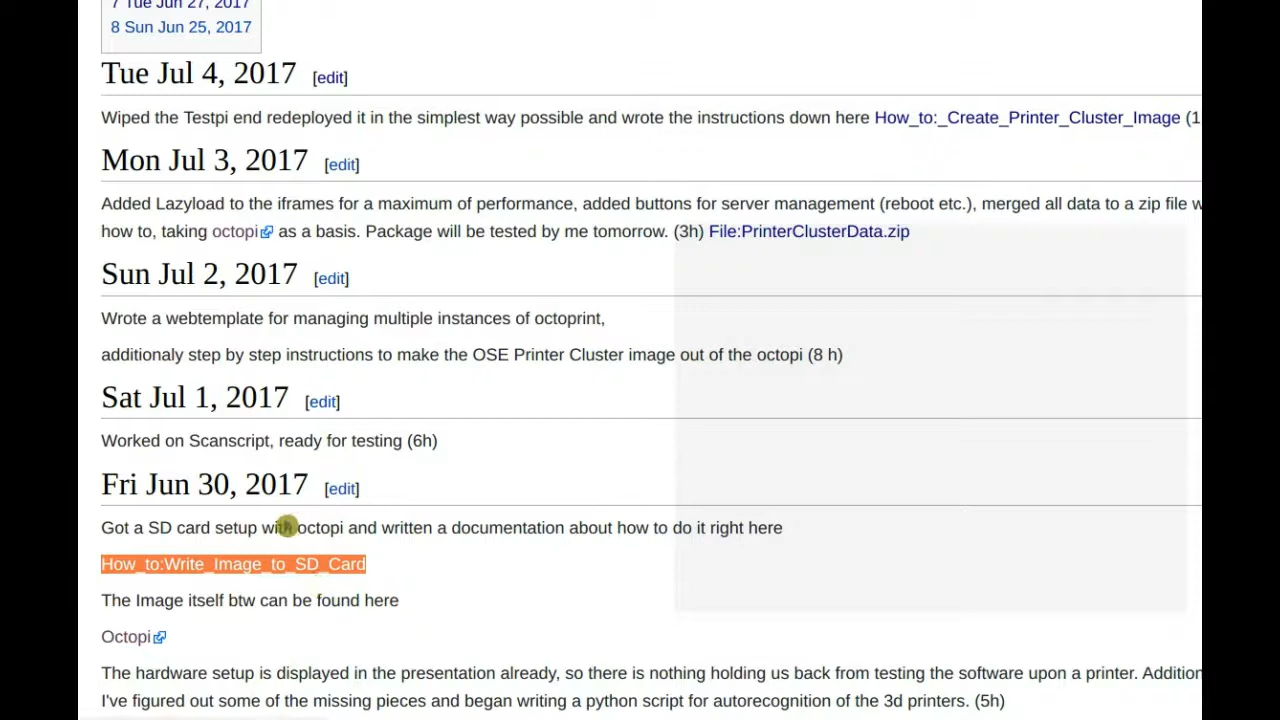 7 Tue Jun 27, 2017
8 Sun Jun 25, 2017
Tue Jul 4, 2017 [edit]
Wiped the Testpi end redeployed it in the simplest way possible and wrote the instructions down here How_to:_Create_Printer_Cluster_Image (1
Mon Jul 3, 2017 [edit]
Added Lazyload to the iframes for a maximum of performance, added buttons for server management (reboot etc.), merged all data to a zip file w
how to, taking octopi as a basis. Package will be tested by me tomorrow. (3h) File:PrinterClusterData.zip
Sun Jul 2, 2017 [edit]
Wrote a webtemplate for managing multiple instances of octoprint,
additionaly step by step instructions to make the OSE Printer Cluster image out of the octopi (8 h)
Sat Jul 1, 2017 [edit]
Worked on Scanscript, ready for testing (6h)
Fri Jun 30, 2017 [edit]
Got a SD card setup with octopi and written a documentation about how to do it right here
How_to:Write_Image_to_SD_Card
The Image itself btw can be found here
Octopi
The hardware setup is displayed in the presentation already, so there is nothing holding us back from testing the software upon a printer. Addition
I've figured out some of the missing pieces and began writing a python script for autorecognition of the 3d printers. (5h)